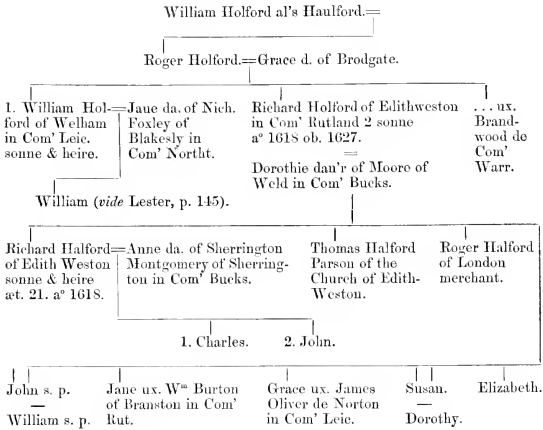 William Holford al's Haulford.=
Roger Holford.=Grace d. of Brodgate.
1. William Hol-=Jane da. of Nich.
ford of Welham Foxley of
in Com' Leic. Blakesly in
sonne & heire. Com' Northt.
Richard Holford of Edithweston
in Com' Rutland 2 sonne
aº 1618 ob. 1627.
=
Dorothie dau'r of Moore of
Weld in Com' Bucks.
. . . ux.
Brand-
wood de
Com'
Warr.
William (vide Lester, p. 145).
Richard Halford=Anne da. of Sherrington
of Edith Weston Montgomery of Sherring-
sonne & heire ton in Com' Bucks.
æt. 21. aº 1618.
Thomas Halford
Parson of the
Church of Edith-
Weston.
Roger Halford
of London
merchant.
1. Charles. 2. John.
John s. p.
—
William s. p.
Jane ux. Wᵐ Burton
of Branston in Com'
Rut.
Grace ux. James
Oliver de Norton
in Com' Leic.
Susan.
—
Dorothy.
Elizabeth.